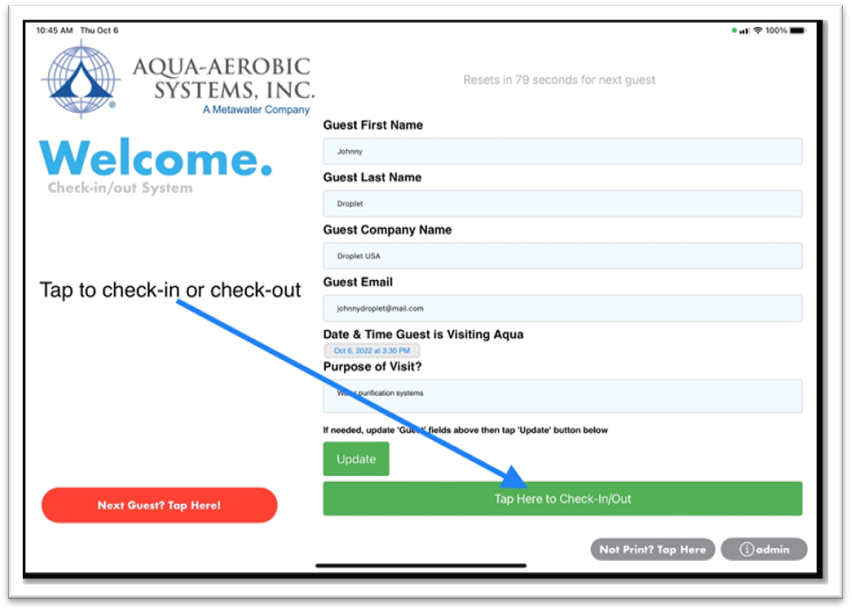 10:45 AM Thu Oct 6
100%
AQUA-AEROBIC
SYSTEMS, INC.
®
A Metawater Company
Resets in 79 seconds for next guest
Welcome.
Check-in/out System
Guest First Name
Johnny
Guest Last Name
Droplet
Guest Company Name
Droplet USA
Guest Email
johnnydroplet@mail.com
Tap to check-in or check-out
Date & Time Guest is Visiting Aqua
Oct 6, 2022 at 3:30 PM
Purpose of Visit?
Water purification systems
If needed, update 'Guest' fields above then tap 'Update' button below
Update
Tap Here to Check-In/Out
Next Guest? Tap Here!
Not Print? Tap Here
i admin